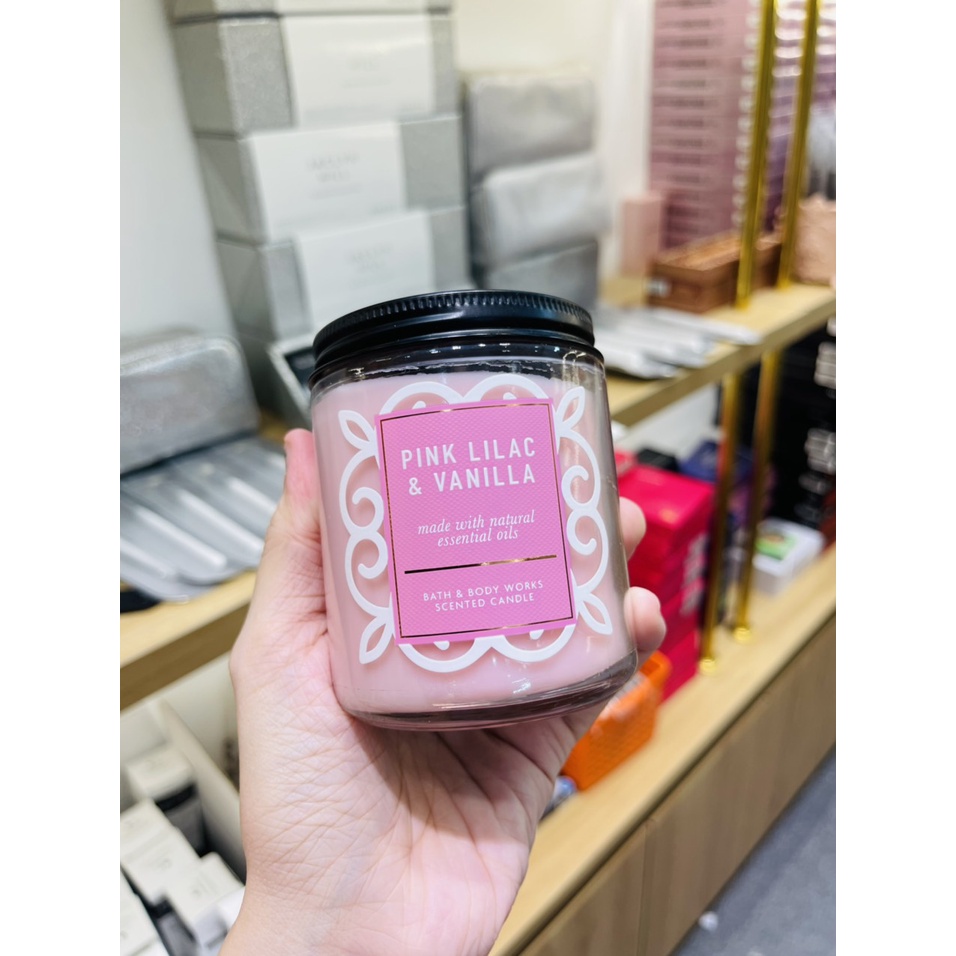 PINK LILAC
& VANILLA
made with natural
essential oils
BATH & BODY WORKS
SCENTED CANDLE